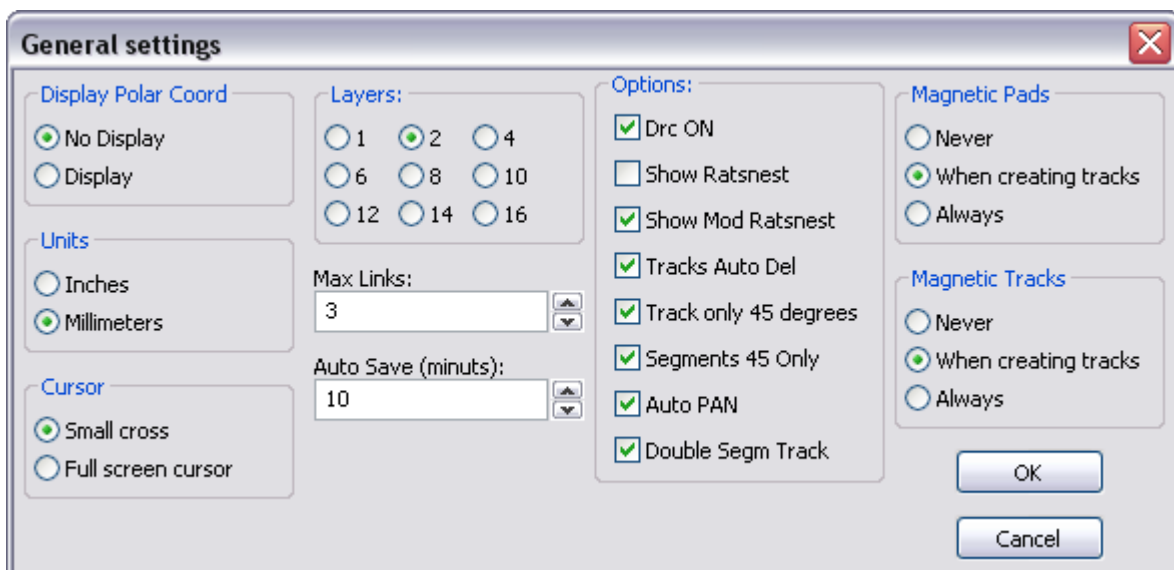 General settings
Display Polar Coord
No Display
Display
Units
Inches
Millimeters
Cursor
Small cross
Full screen cursor
Layers:
1 2 4
6 8 10
12 14 16
Max Links:
3
Auto Save (minuts):
10
Options:
Drc ON
Show Ratsnest
Show Mod Ratsnest
Tracks Auto Del
Track only 45 degrees
Segments 45 Only
Auto PAN
Double Segm Track
Magnetic Pads
Never
When creating tracks
Always
Magnetic Tracks
Never
When creating tracks
Always
OK
Cancel